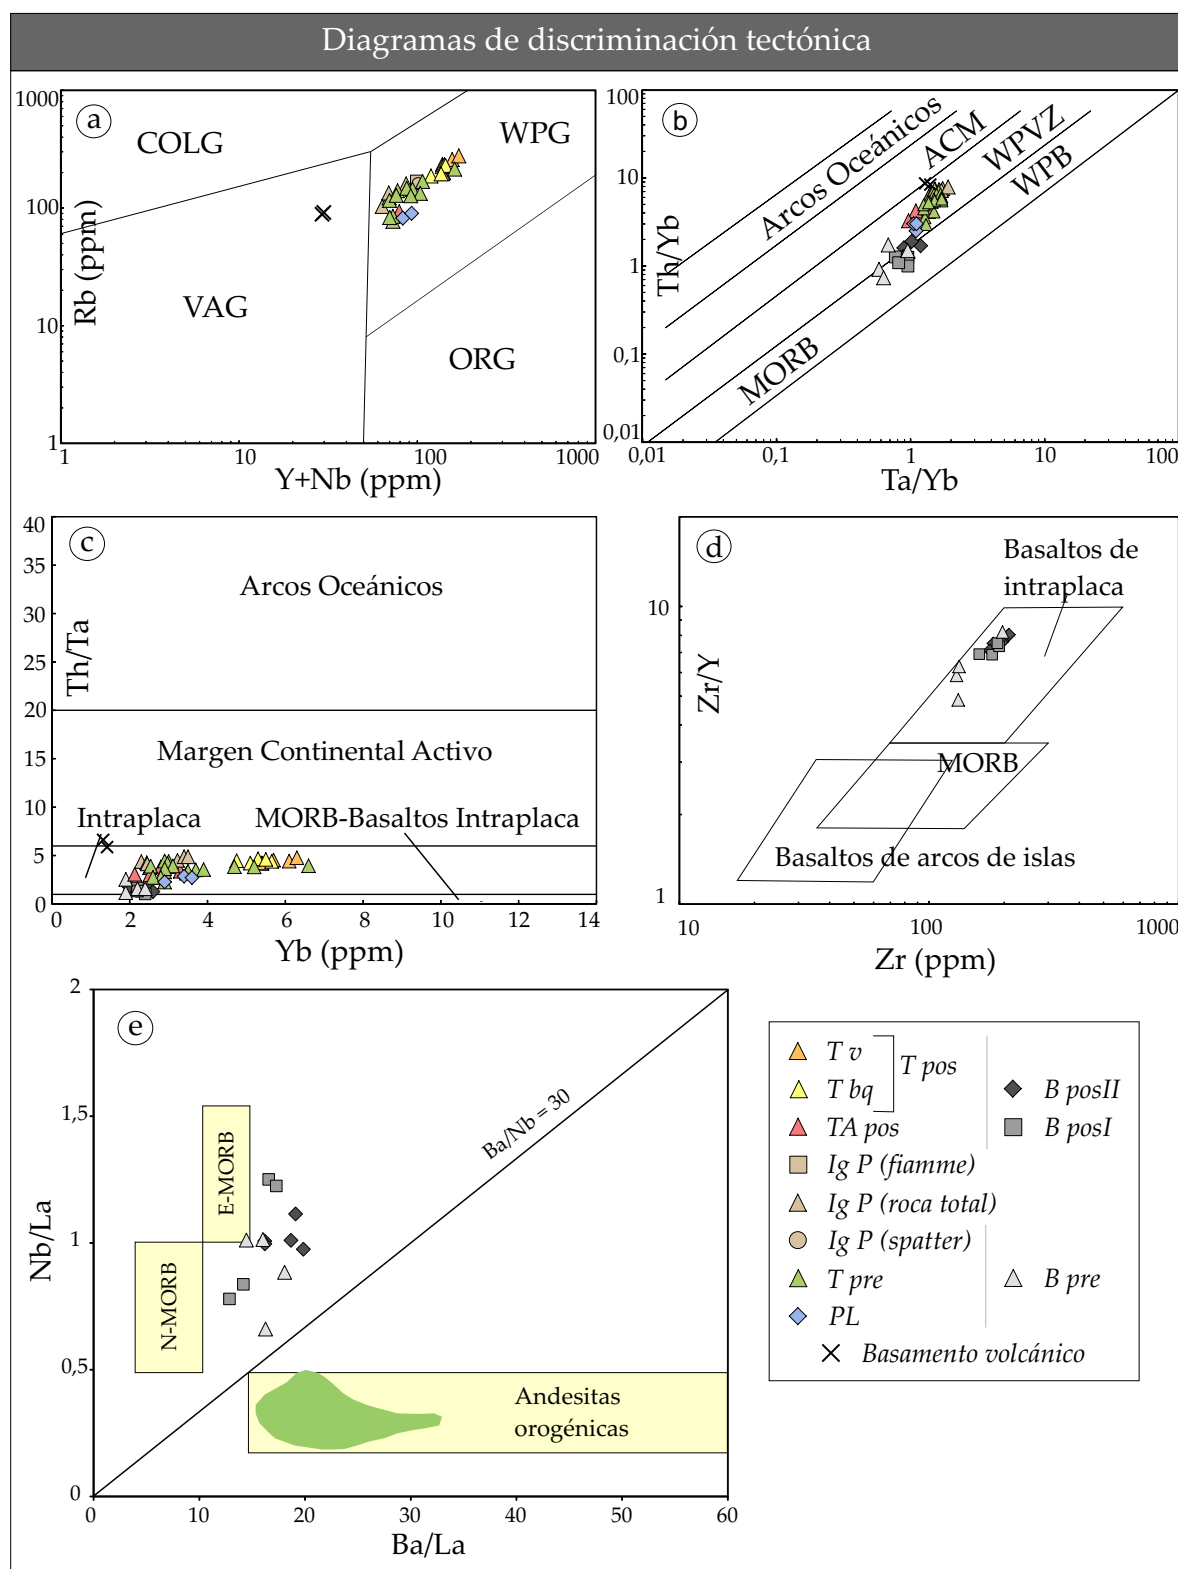 Diagramas de discriminación tectónica
a
1000
100
10
1
Rb (ppm)
COLG
WPG
VAG
ORG
1
10
100
1000
Y+Nb (ppm)
b
100
10
1
0,1
0,01
Th/Yb
Arcos Oceánicos
ACM
WPVZ
WPB
MORB
0,01
0,1
1
10
100
Ta/Yb
c
40
35
30
25
20
15
10
5
0
Th/Ta
Arcos Oceánicos
Margen Continental Activo
Intraplaca
MORB-Basaltos Intraplaca
0
2
4
6
8
10
12
14
Yb (ppm)
d
10
1
Zr/Y
Basaltos de
intraplaca
MORB
Basaltos de arcos de islas
10
100
1000
Zr (ppm)
e
2
1,5
1
0,5
0
Nb/La
E-MORB
N-MORB
Ba/Nb = 30
Andesitas
orogénicas
0
10
20
30
40
50
60
Ba/La
T v
T bq
T pos
TA pos
Ig P (fiamme)
Ig P (roca total)
Ig P (spatter)
T pre
PL
B posII
B posI
B pre
Basamento volcánico